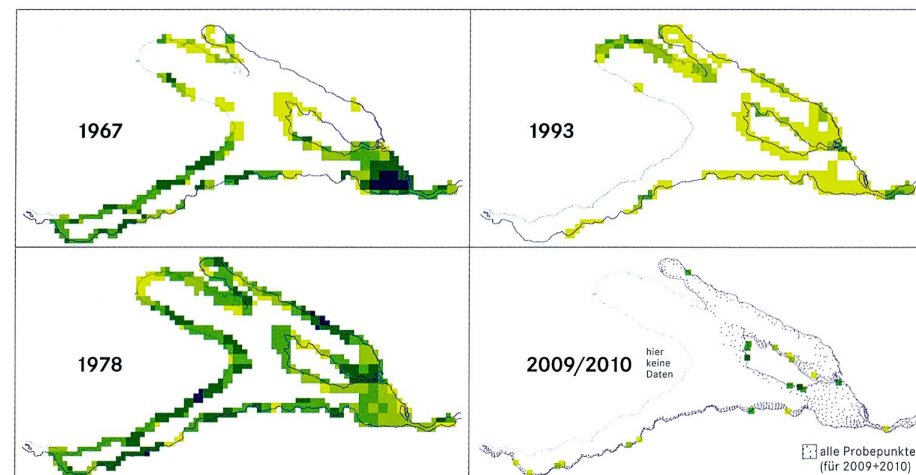 1967
1993
1978
2009/2010
hier
keine
Daten
alle Probepunkte
(für 2009+2010)